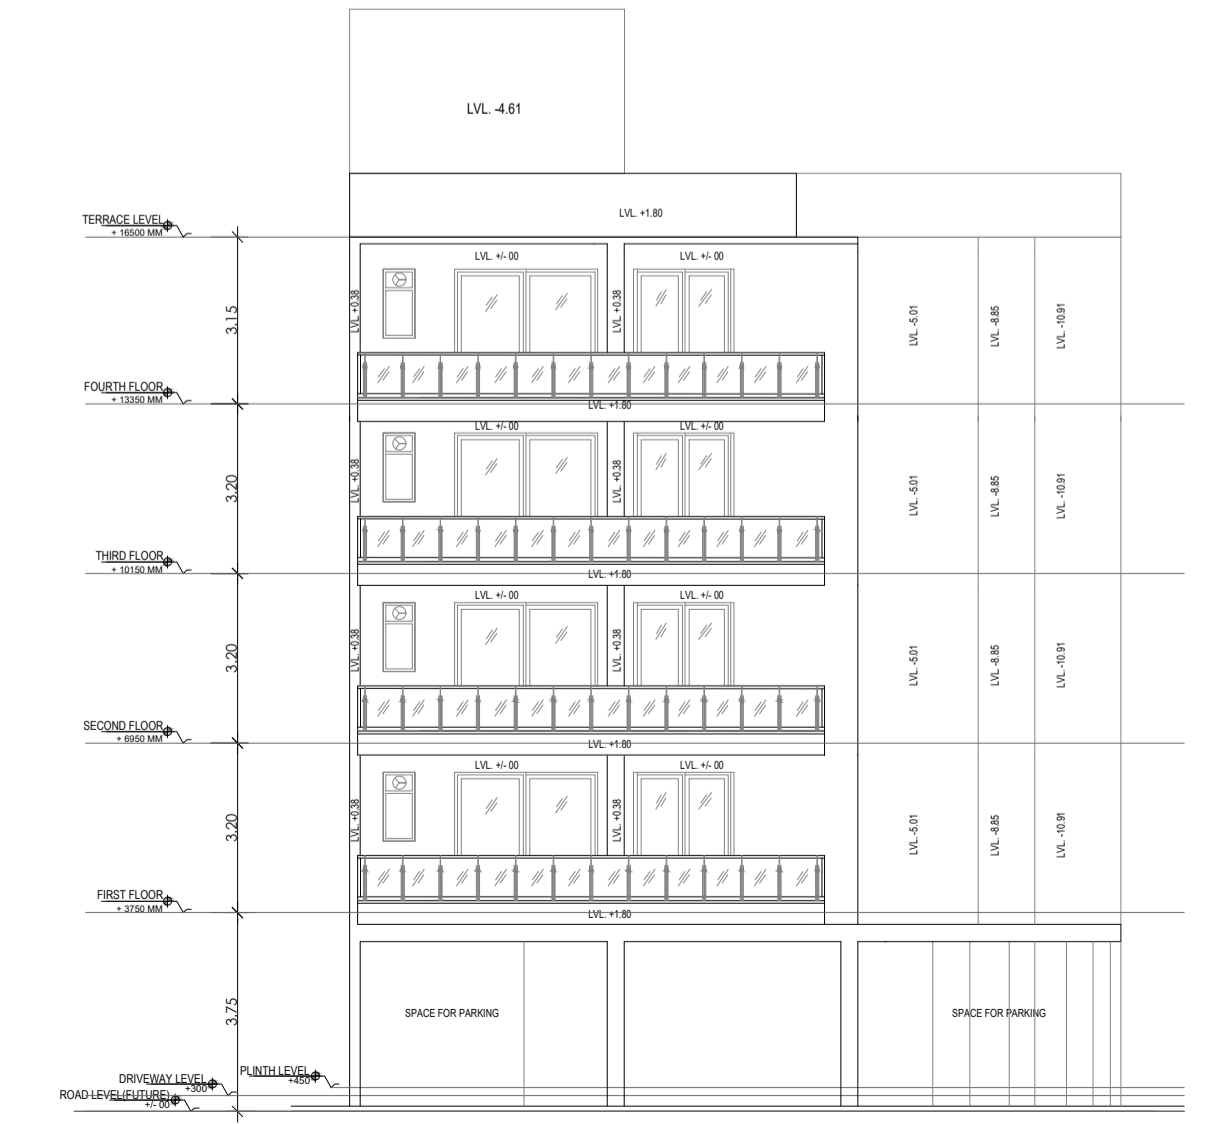 LVL. -4.61
LVL. +1.80
TERRACE LEVEL
+ 16500 MM
LVL. +/- 00
LVL. +/- 00
3.15
LVL +0.38
LVL +0.38
LVL. -5.01
LVL. -8.85
LVL. -10.91
FOURTH FLOOR
+ 13350 MM
LVL. +1.80
LVL. +/- 00
LVL. +/- 00
3.20
LVL. +0.38
LVL. +0.38
LVL. -5.01
LVL. -8.85
LVL. -10.91
THIRD FLOOR
+ 10150 MM
LVL. +1.80
LVL. +/- 00
LVL. +/- 00
3.20
LVL. +0.38
LVL. +0.38
LVL. -5.01
LVL -8.85
LVL. -10.91
SECOND FLOOR
+ 6950 MM
LVL. +1.80
LVL. +/- 00
LVL. +/- 00
3.20
LVL. +0.38
LVL. +0.38
LVL. -5.01
LVL. -8.85
LVL. -10.91
FIRST FLOOR
+ 3750 MM
LVL. +1.80
3.75
SPACE FOR PARKING
SPACE FOR PARKING
PLINTH LEVEL
+450
DRIVEWAY LEVEL
+300
ROAD LEVEL(FUTURE)
+/- 00